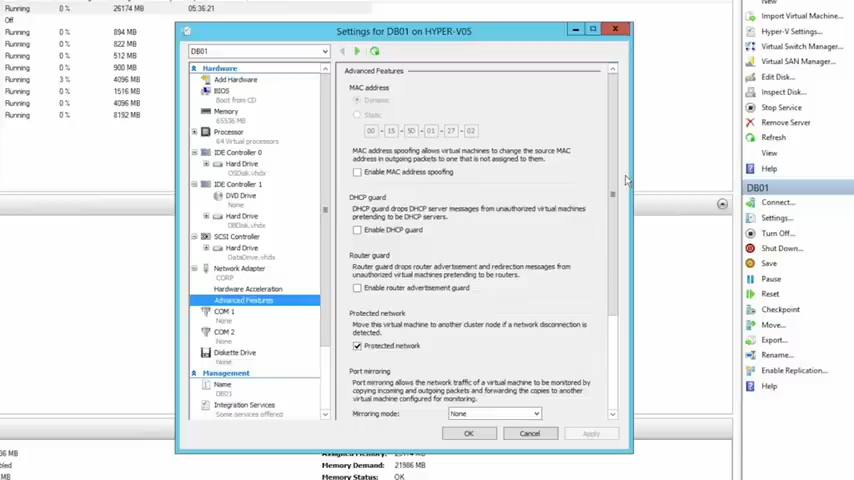 Running 0 % 26174 MB 05:36:21
Off
Running 0 % 894 MB
Running 0 % 822 MB
Running 0 % 512 MB
Running 0 % 900 MB
Running 3 % 4096 MB
Running 0 % 1516 MB
Running 0 % 4096 MB
Running 0 % 8192 MB
Settings for DB01 on HYPER-V05
DB01
Hardware
Add Hardware
BIOS
Boot from CD
Memory
65536 MB
Processor
64 Virtual processors
IDE Controller 0
Hard Drive
OSDisk.vhdx
IDE Controller 1
DVD Drive
None
Hard Drive
DBDisk.vhdx
SCSI Controller
Hard Drive
DataDrive.vhdx
Network Adapter
CORP
Hardware Acceleration
Advanced Features
COM 1
None
COM 2
None
Diskette Drive
None
Management
Name
DB21
Integration Services
Some services offered
Advanced Features
MAC address
Dynamic
Static
00 - 15 - 5D - 01 - 27 - 02
MAC address spoofing allows virtual machines to change the source MAC
address in outgoing packets to one that is not assigned to them.
Enable MAC address spoofing
DHCP guard
DHCP guard drops DHCP server messages from unauthorized virtual machines
pretending to be DHCP servers.
Enable DHCP guard
Router guard
Router guard drops router advertisement and redirection messages from
unauthorized virtual machines pretending to be routers.
Enable router advertisement guard
Protected network
Move this virtual machine to another cluster node if a network disconnection is
detected.
Protected network
Port mirroring
Port mirroring allows the network traffic of a virtual machine to be monitored by
copying incoming and outgoing packets and forwarding the copies to another
virtual machine configured for monitoring.
Mirroring mode: None
OK Cancel Apply
New
Import Virtual Machine...
Hyper-V Settings...
Virtual Switch Manager...
Virtual SAN Manager...
Edit Disk...
Inspect Disk...
Stop Service
Remove Server
Refresh
View
Help
DB01
Connect...
Settings...
Turn Off...
Shut Down...
Save
Pause
Reset
Checkpoint
Move...
Export...
Rename...
Enable Replication...
Help
Memory Demand: 21986 MB
Memory Status: OK